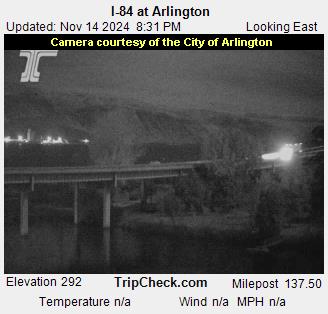 I-84 at Arlington
Updated: Nov 14 2024 8:31 PM Looking East
Camera courtesy of the City of Arlington
Elevation 292 TripCheck.com Milepost 137.50
Temperature n/a Wind n/a MPH n/a